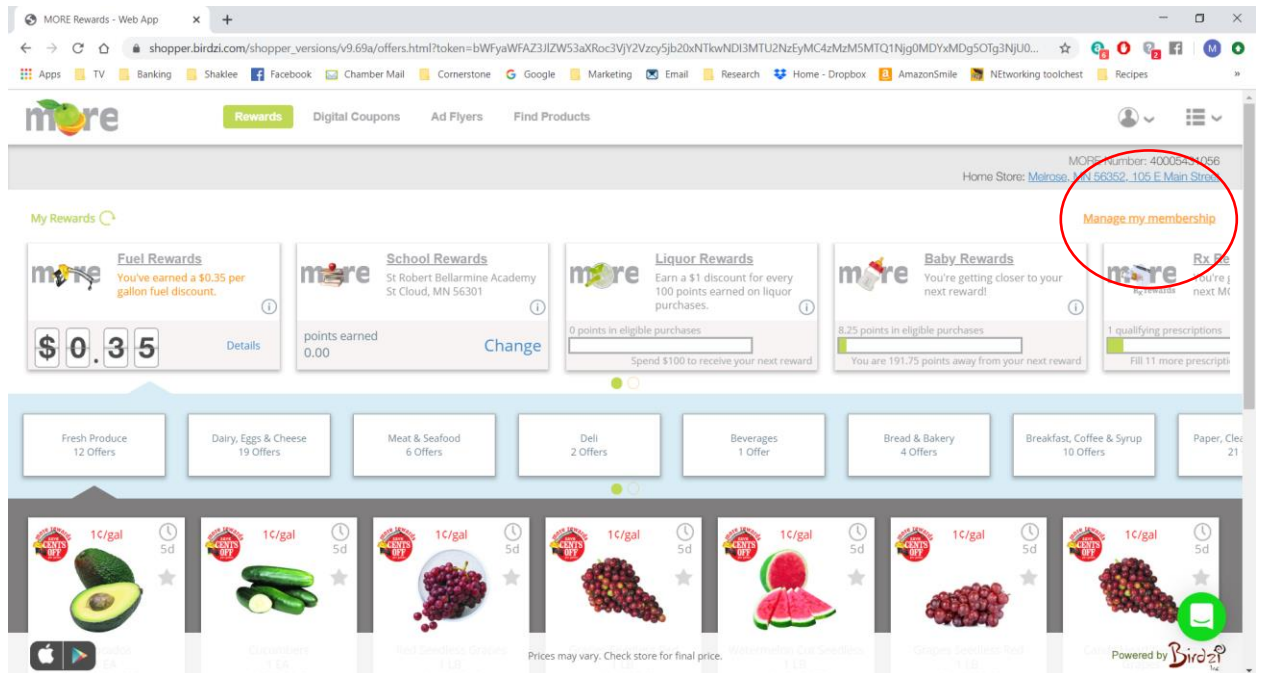 MORE Rewards - Web App
shopper.birdzi.com/shopper_versions/v9.69a/offers.html?token=
Apps TV Banking Shaklee Facebook Chamber Mail Cornerstone Google Marketing Email Research Home - Dropbox AmazonSmile NEtworking toolchest Recipes »
more Rewards Digital Coupons Ad Flyers Find Products
MORE Number: 40005431056
Home Store: Melrose, MN 56352, 105 E Main Street
My Rewards Manage my membership
more
Fuel Rewards
You've earned a $0.35 per
gallon fuel discount.
$ 0.35 Details
more
School Rewards
St Robert Bellarmine Academy
St Cloud, MN 56301
points earned
0.00 Change
more
Liquor Rewards
Earn a $1 discount for every
100 points earned on liquor
purchases.
0 points in eligible purchases
Spend $100 to receive your next reward
more
Baby Rewards
You're getting closer to your
next reward!
8.25 points in eligible purchases
You are 191.75 points away from your next reward
more
Rx Re
You're
next MO
1 qualifying prescriptions
Fill 11 more prescripti
Fresh Produce
12 Offers
Dairy, Eggs & Cheese
19 Offers
Meat & Seafood
6 Offers
Deli
2 Offers
Beverages
1 Offer
Bread & Bakery
4 Offers
Breakfast, Coffee & Syrup
10 Offers
Paper, Clea
21
1¢/gal 5d
1¢/gal 5d
1¢/gal 5d
1¢/gal 5d
1¢/gal 5d
1¢/gal 5d
1¢/gal 5d
Prices may vary. Check store for final price.
Powered by Birdzi